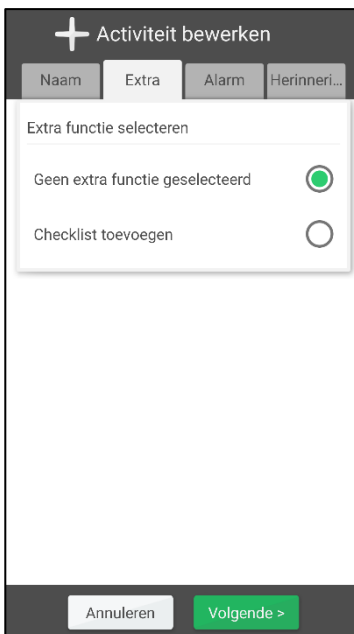 Activiteit bewerken
Naam Extra Alarm Herinneri...
Extra functie selecteren
Geen extra functie geselecteerd
Checklist toevoegen
Annuleren Volgende >